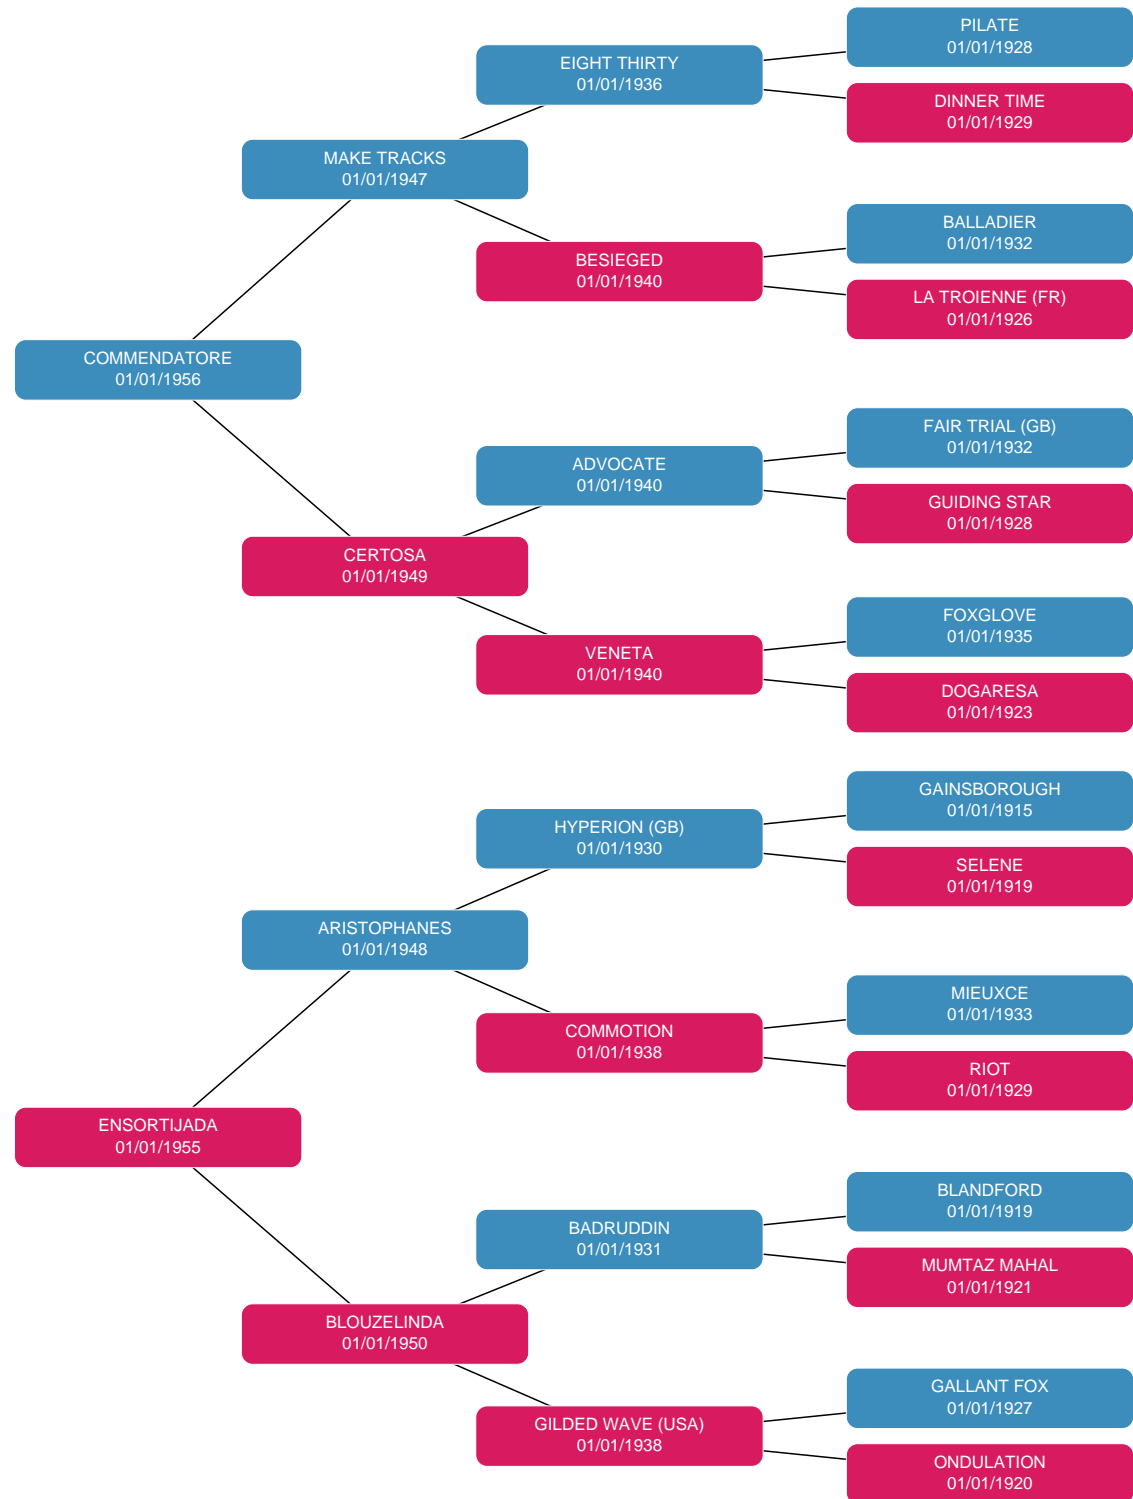 PILATE
01/01/1928
EIGHT THIRTY
01/01/1936
DINNER TIME
01/01/1929
MAKE TRACKS
01/01/1947
BALLADIER
01/01/1932
BESIEGED
01/01/1940
LA TROIENNE (FR)
01/01/1926
COMMENDATORE
01/01/1956
FAIR TRIAL (GB)
01/01/1932
ADVOCATE
01/01/1940
GUIDING STAR
01/01/1928
CERTOSA
01/01/1949
FOXGLOVE
01/01/1935
VENETA
01/01/1940
DOGARESA
01/01/1923
GAINSBOROUGH
01/01/1915
HYPERION (GB)
01/01/1930
SELENE
01/01/1919
ARISTOPHANES
01/01/1948
MIEUXCE
01/01/1933
COMMOTION
01/01/1938
RIOT
01/01/1929
ENSORTIJADA
01/01/1955
BLANDFORD
01/01/1919
BADRUDDIN
01/01/1931
MUMTAZ MAHAL
01/01/1921
BLOUZELINDA
01/01/1950
GALLANT FOX
01/01/1927
GILDED WAVE (USA)
01/01/1938
ONDULATION
01/01/1920